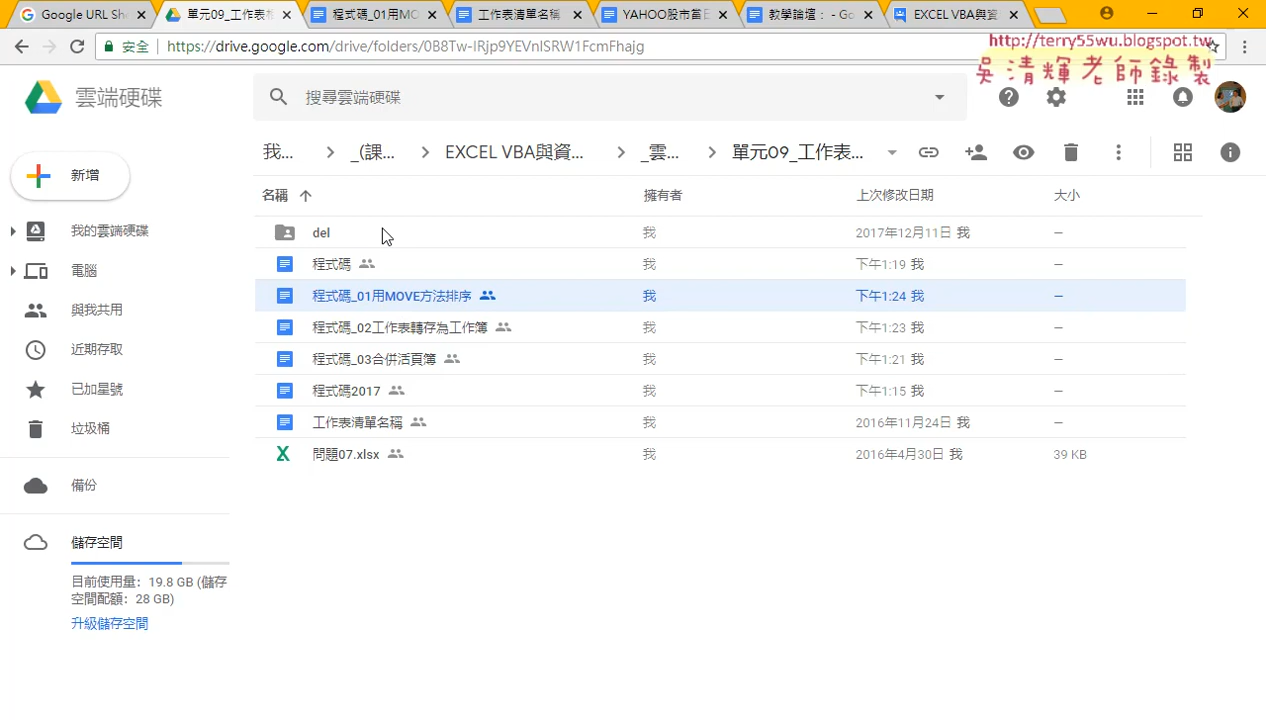 Google URL Sh
單元09_工作表相
程式碼_01用MO
工作表清單名稱
YAHOO股市當日
教學論壇： - Go
EXCEL VBA與資
安全
https://drive.google.com/drive/folders/0B8Tw-IRjp9YEVnlSRW1FcmFhajg
http://terry55wu.blogspot.tw
吳清輝老師錄製
雲端硬碟
搜尋雲端硬碟
新增
我的雲端硬碟
電腦
與我共用
近期存取
已加星號
垃圾桶
備份
儲存空間
目前使用量：19.8 GB (儲存
空間配額：28 GB)
升級儲存空間
我... _(課... EXCEL VBA與資... _雲... 單元09_工作表...
名稱 擁有者 上次修改日期 大小
del 我 2017年12月11日 我 –
程式碼 我 下午1:19 我 –
程式碼_01用MOVE方法排序 我 下午1:24 我 –
程式碼_02工作表轉存為工作簿 我 下午1:23 我 –
程式碼_03合併活頁簿 我 下午1:21 我 –
程式碼2017 我 下午1:15 我 –
工作表清單名稱 我 2016年11月24日 我 –
問題07.xlsx 我 2016年4月30日 我 39 KB